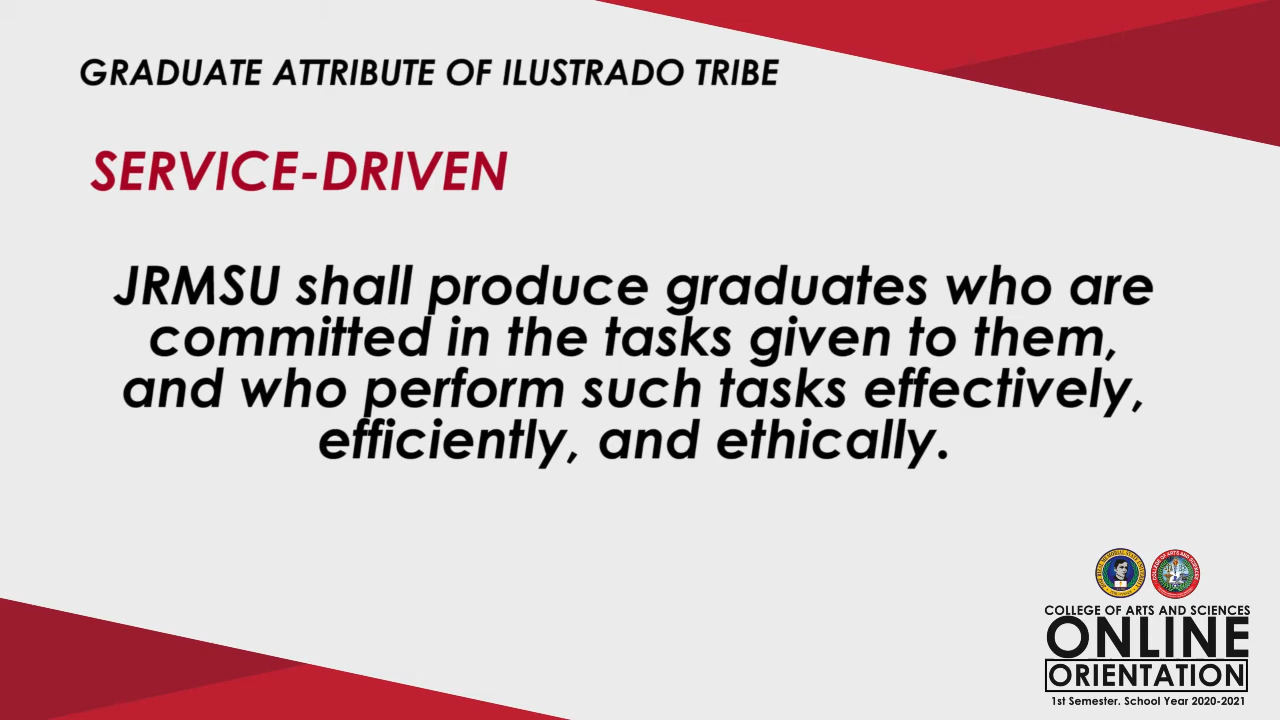 GRADUATE ATTRIBUTE OF ILUSTRADO TRIBE
SERVICE-DRIVEN
JRMSU shall produce graduates who are
committed in the tasks given to them,
and who perform such tasks effectively,
efficiently, and ethically.
COLLEGE OF ARTS AND SCIENCES
ONLINE
ORIENTATION
1st Semester. School Year 2020-2021